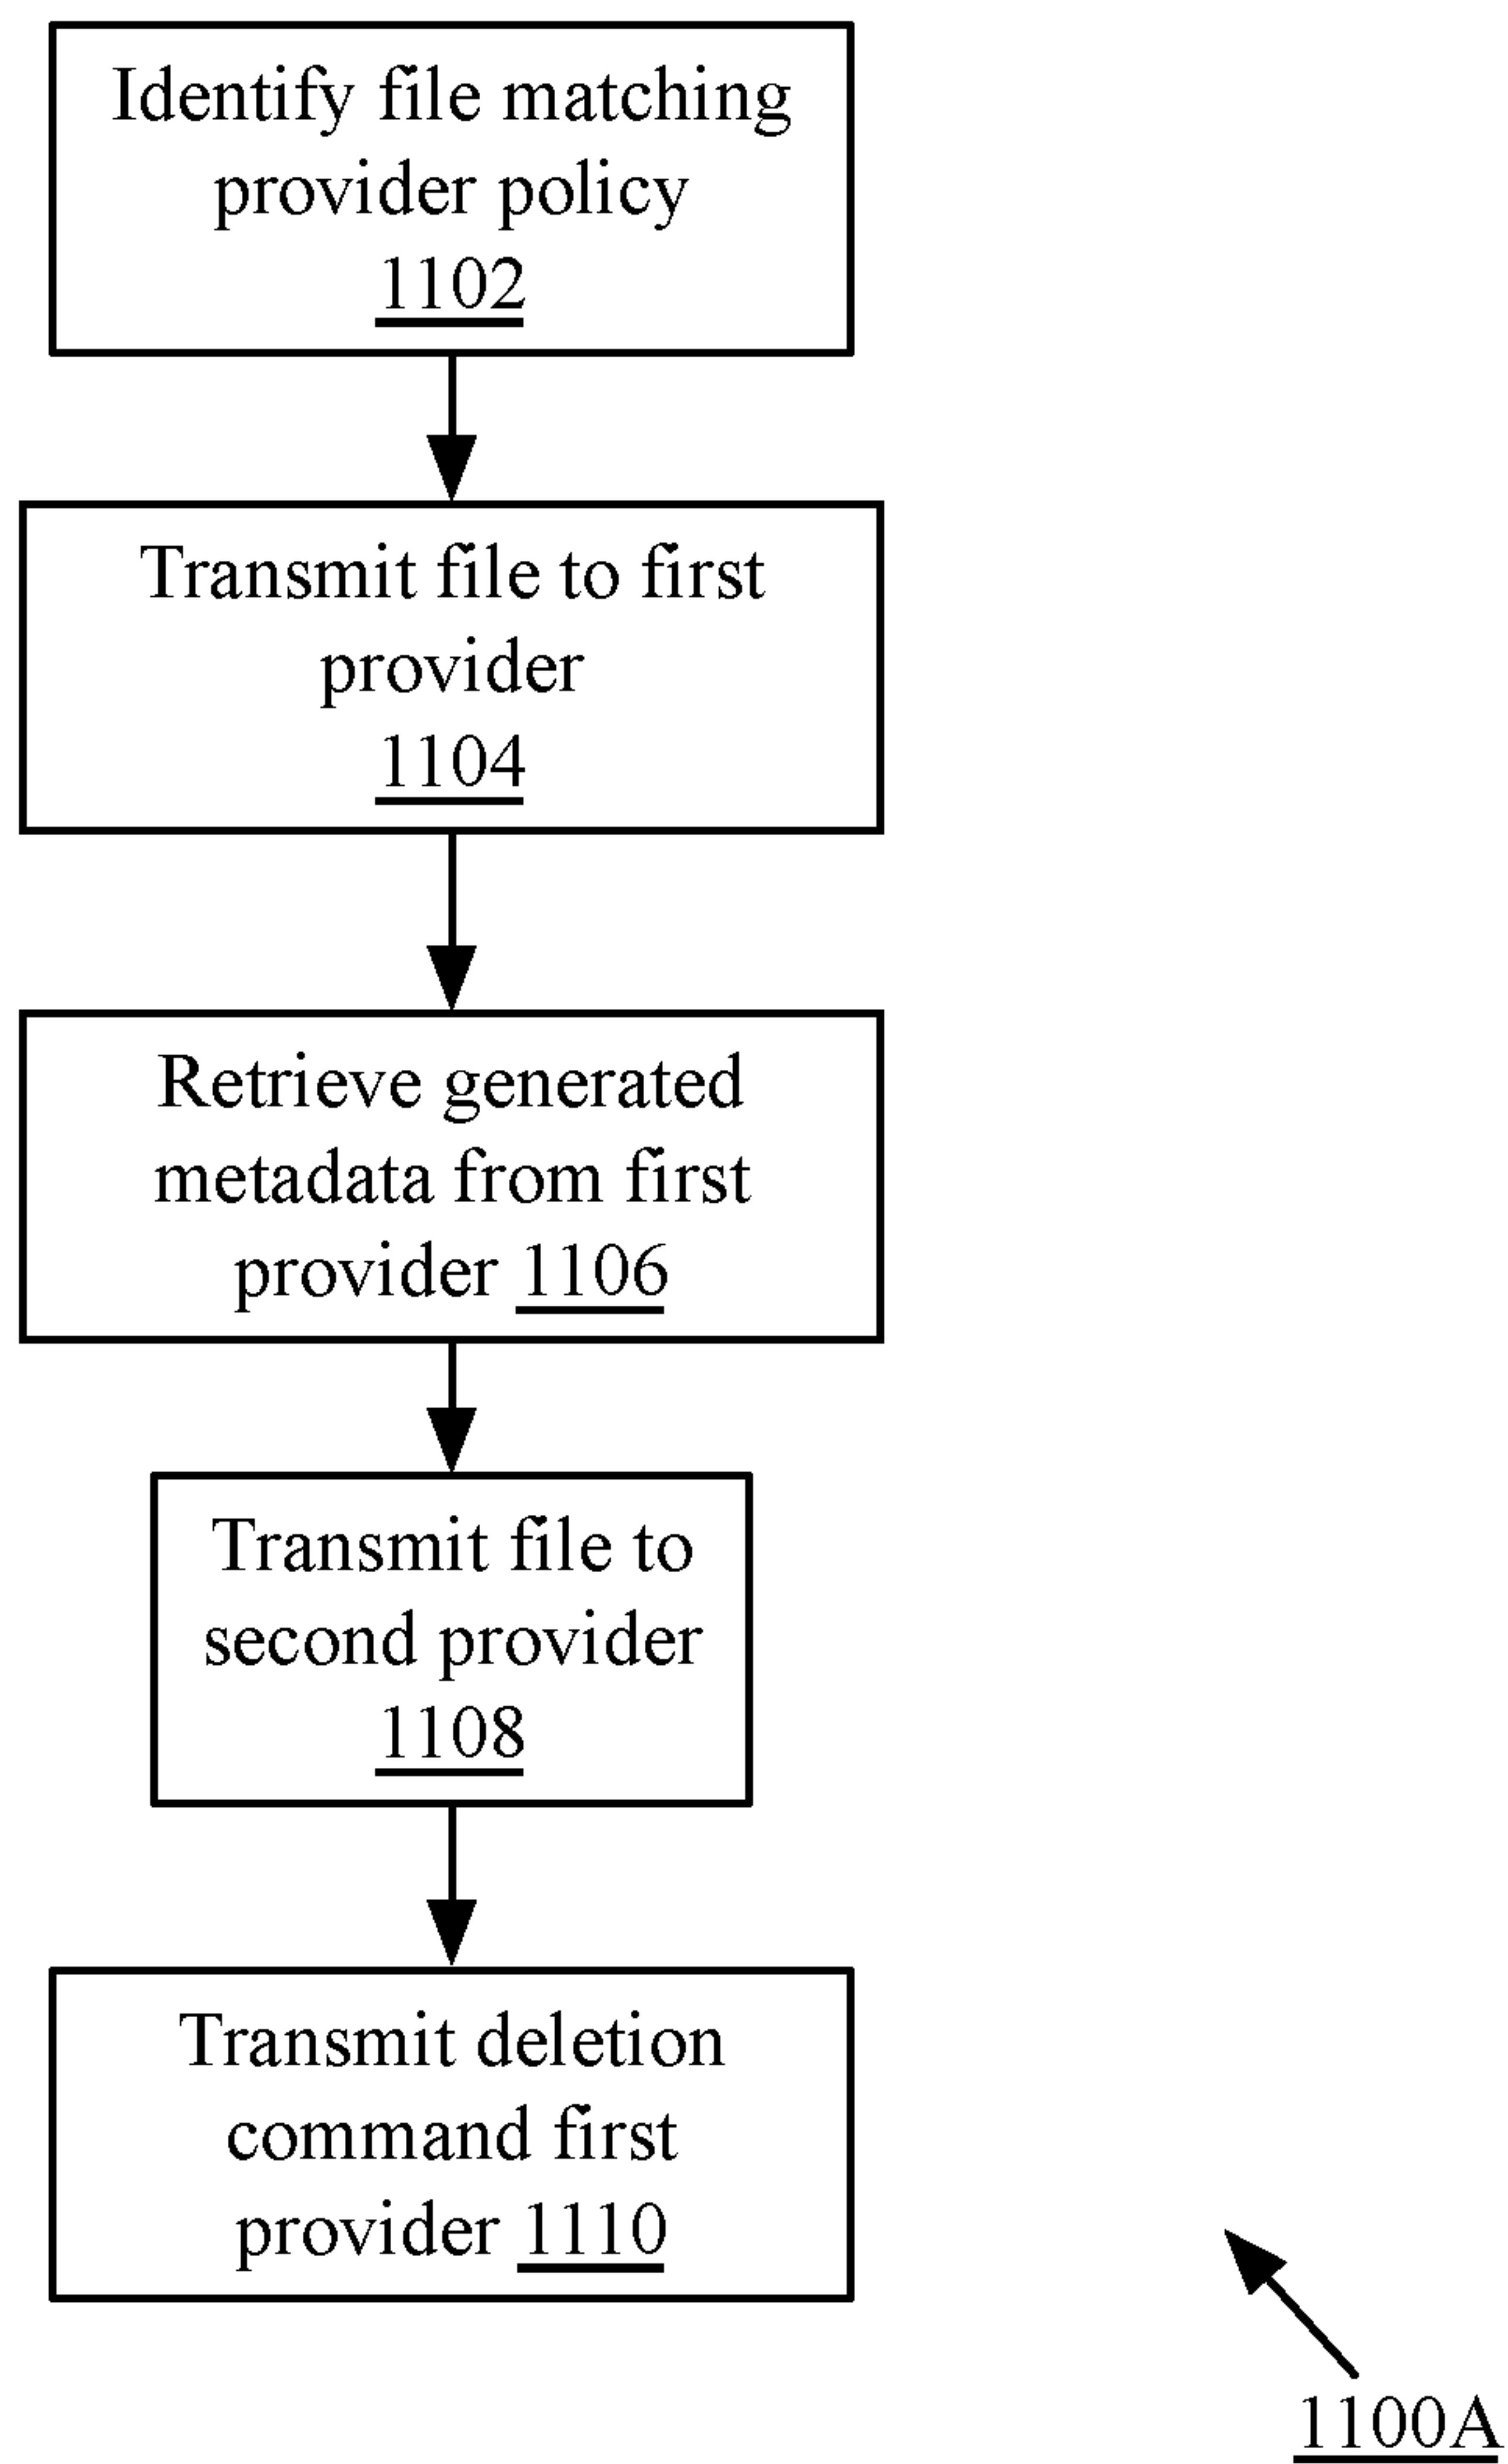 Identify file matching
provider policy
1102
Transmit file to first
provider
1104
Retrieve generated
metadata from first
provider 1106
Transmit file to
second provider
1108
Transmit deletion
command first
provider 1110
1100A